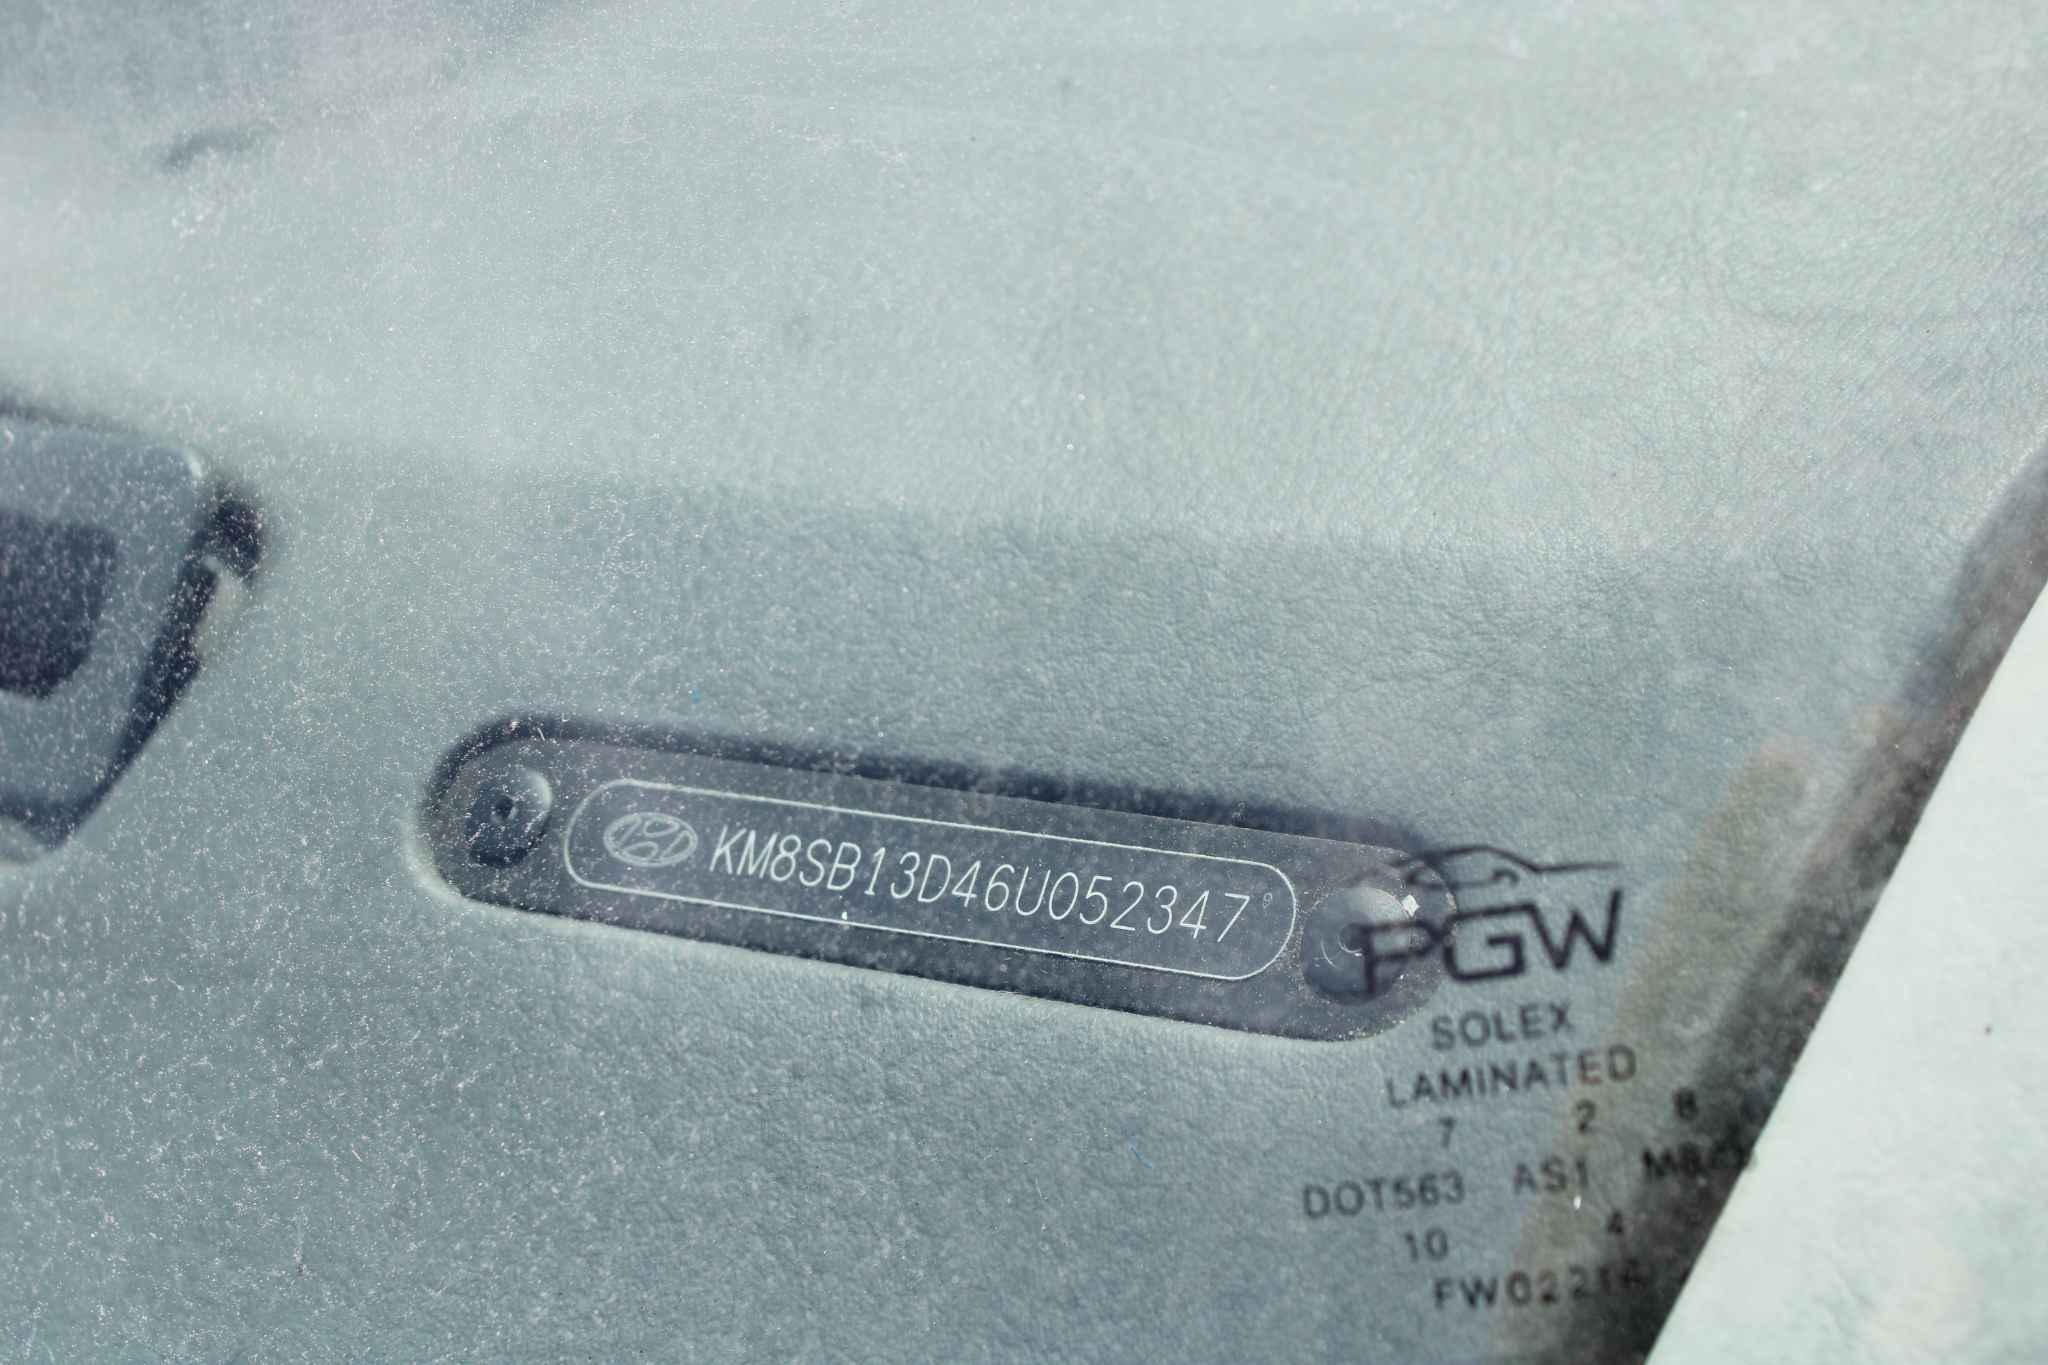 KM8SB13D46U052347
PGW
SOLEX
LAMINATED
7 2 8
DOT563 AS1
10 4